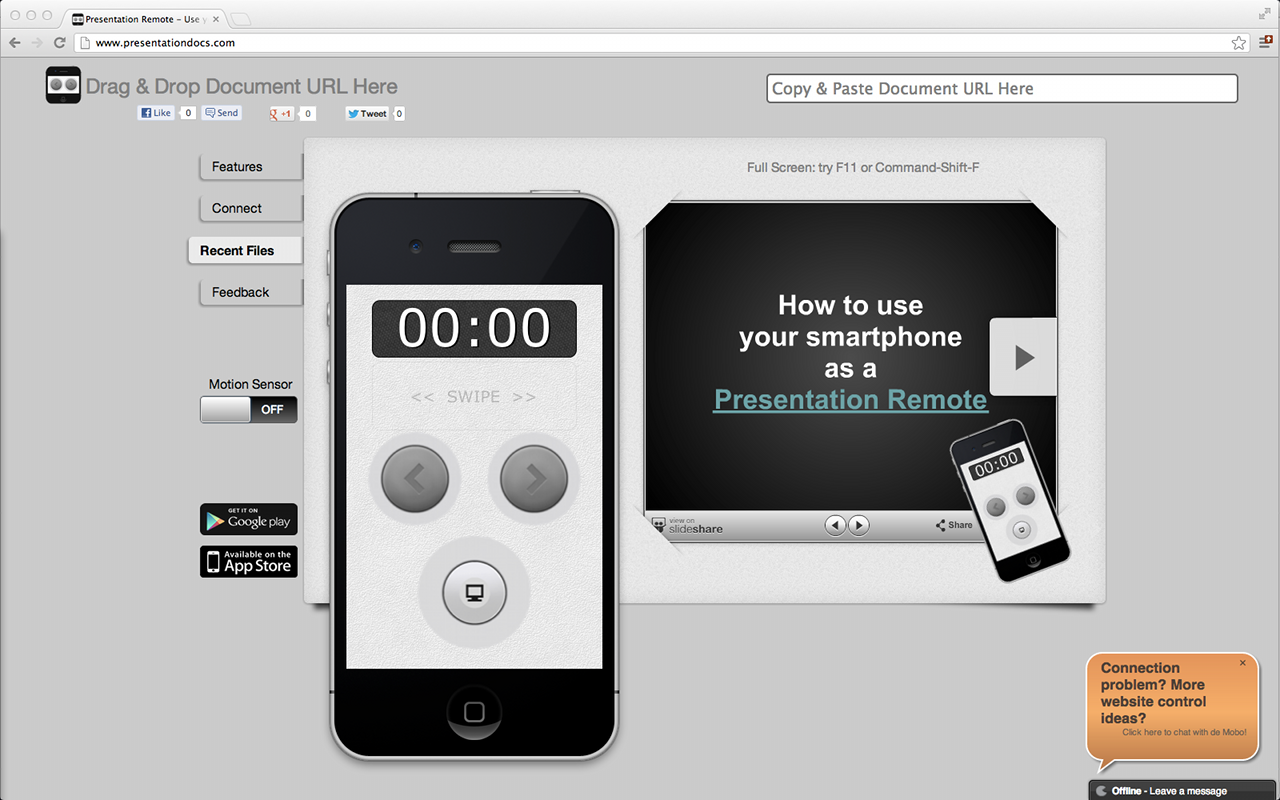 Presentation Remote – Use y
www.presentationdocs.com
Drag & Drop Document URL Here
Copy & Paste Document URL Here
Like 0 Send +1 0 Tweet 0
Full Screen: try F11 or Command-Shift-F
Features
Connect
Recent Files
Feedback
Motion Sensor
OFF
GET IT ON
Google play
Available on the
App Store
00:00
<< SWIPE >>
How to use
your smartphone
as a
Presentation Remote
00:00
view on
slideshare
Share
Connection
problem? More
website control
ideas?
Click here to chat with de Mobo!
Offline - Leave a message